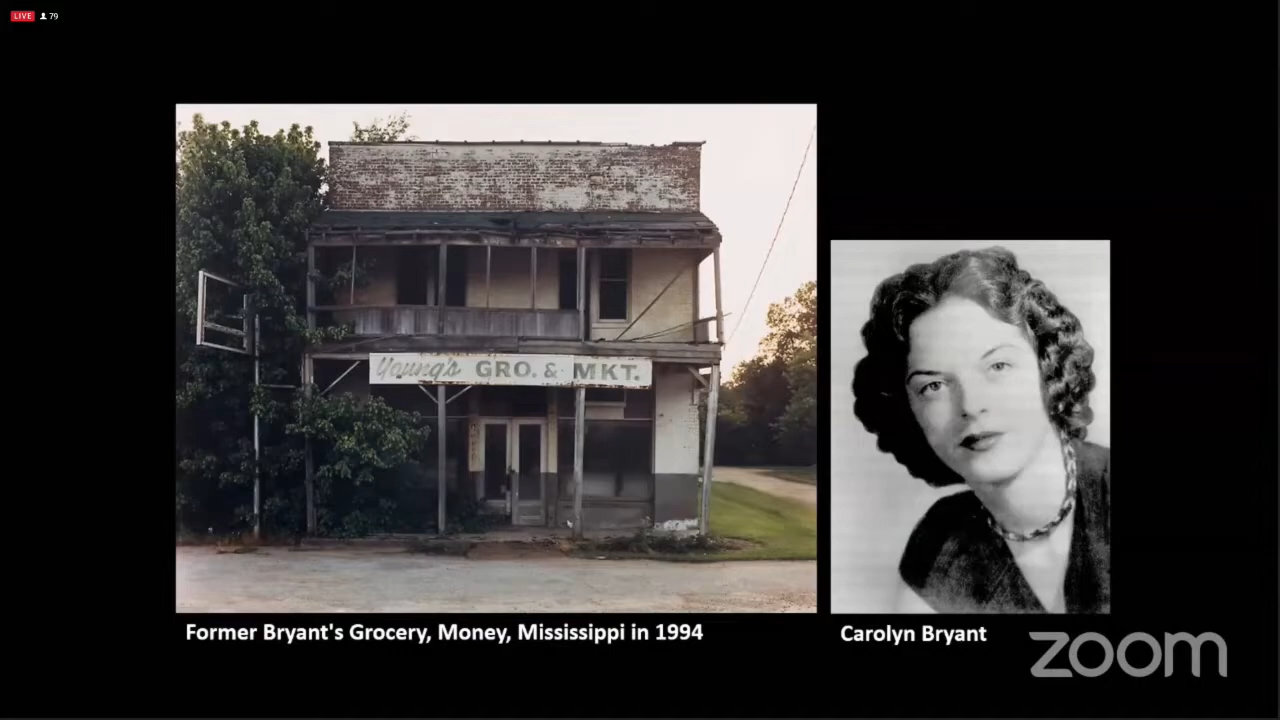 LIVE 79
Young's GRO. & MKT.
Former Bryant's Grocery, Money, Mississippi in 1994
Carolyn Bryant
zoom